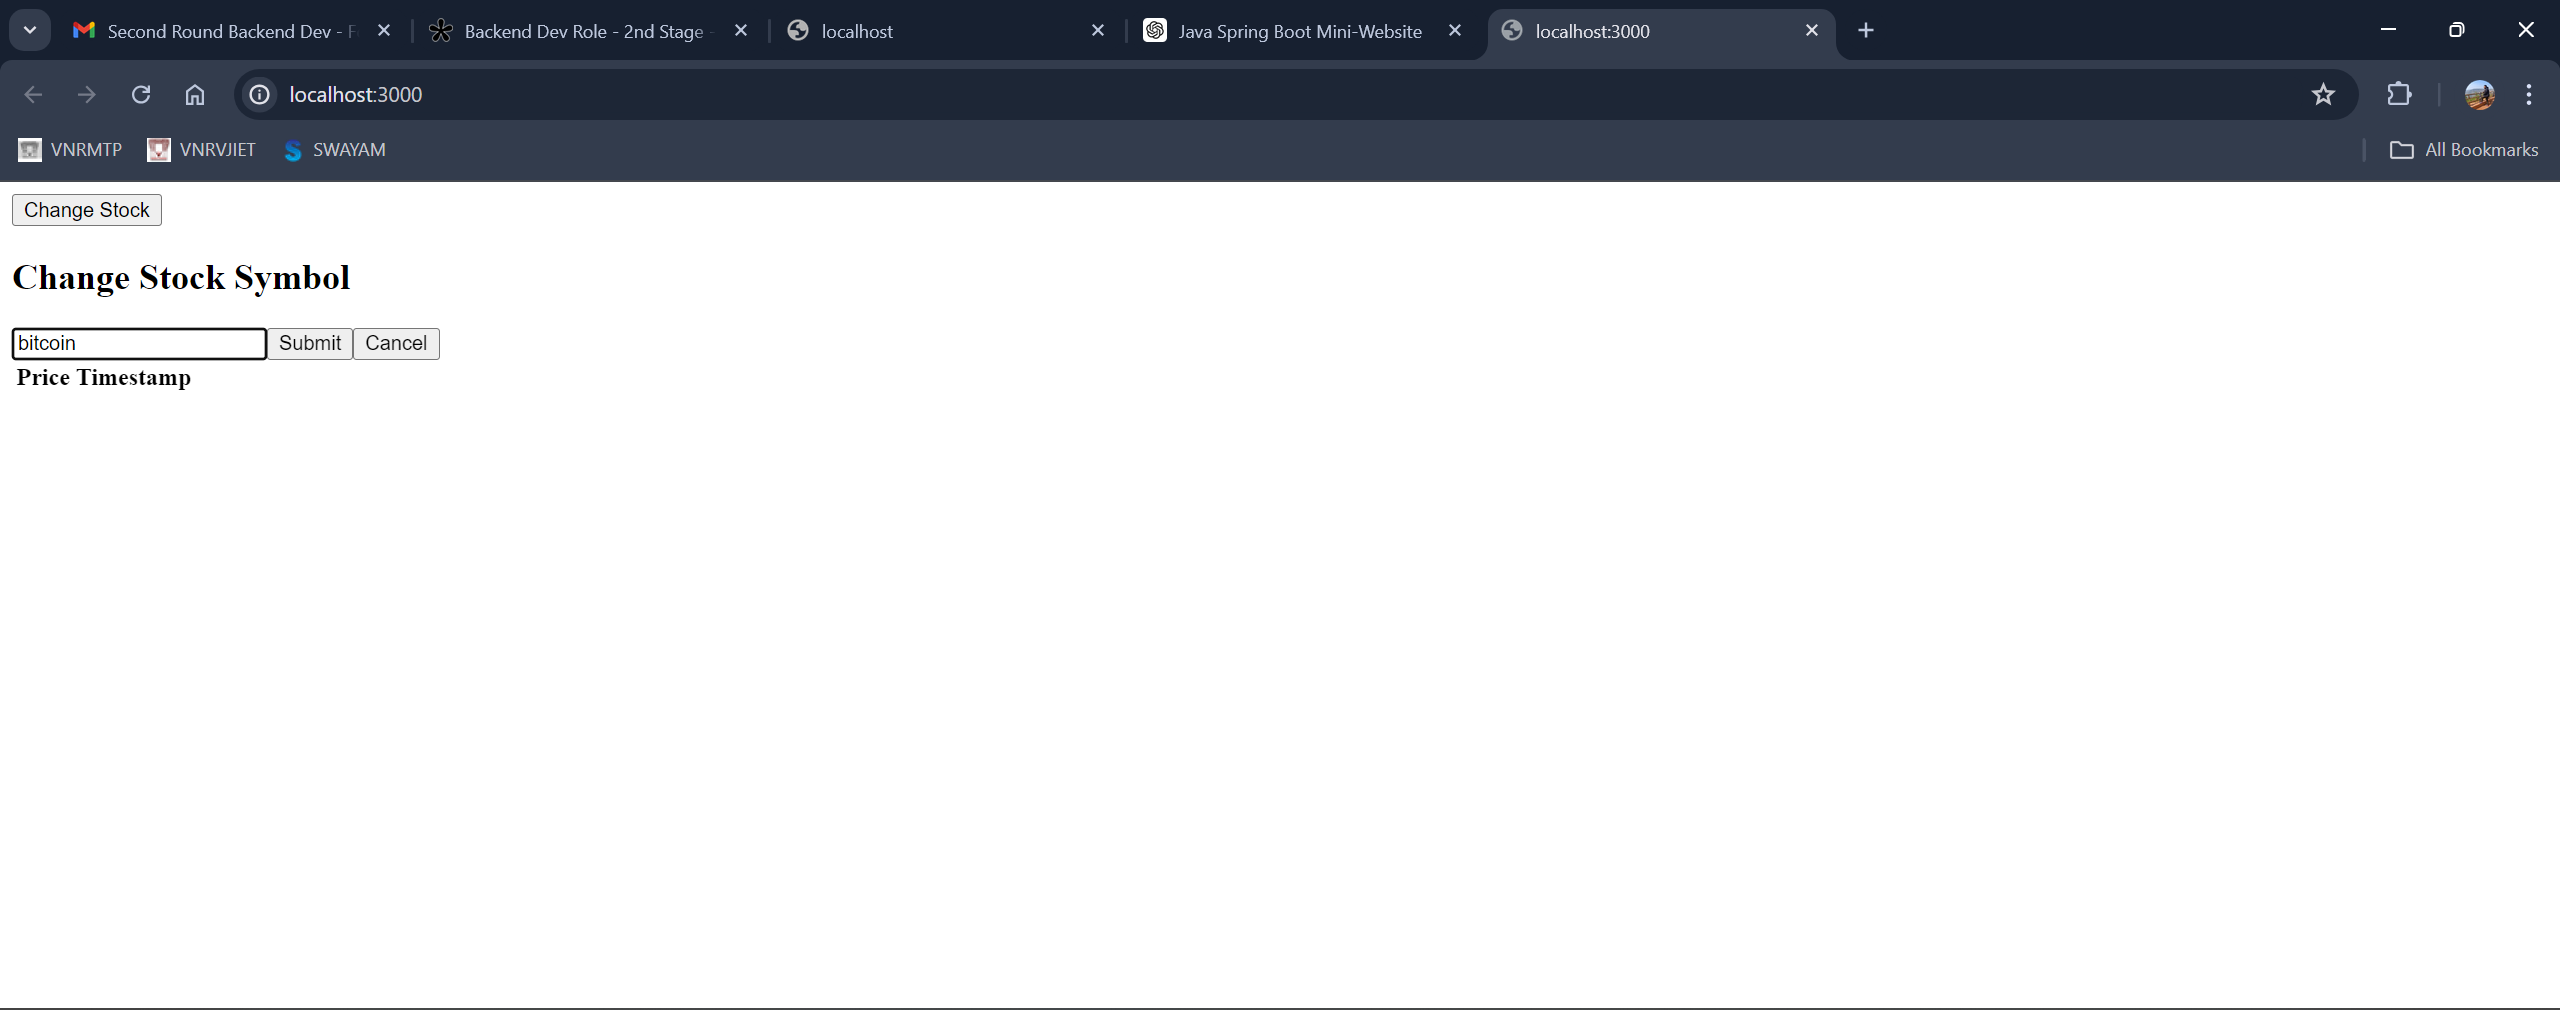 Second Round Backend Dev - F
Backend Dev Role - 2nd Stage -
localhost
Java Spring Boot Mini-Website
localhost:3000
localhost:3000
VNRMTP
VNRVJIET
SWAYAM
All Bookmarks
Change Stock
Change Stock Symbol
bitcoin Submit Cancel
Price Timestamp